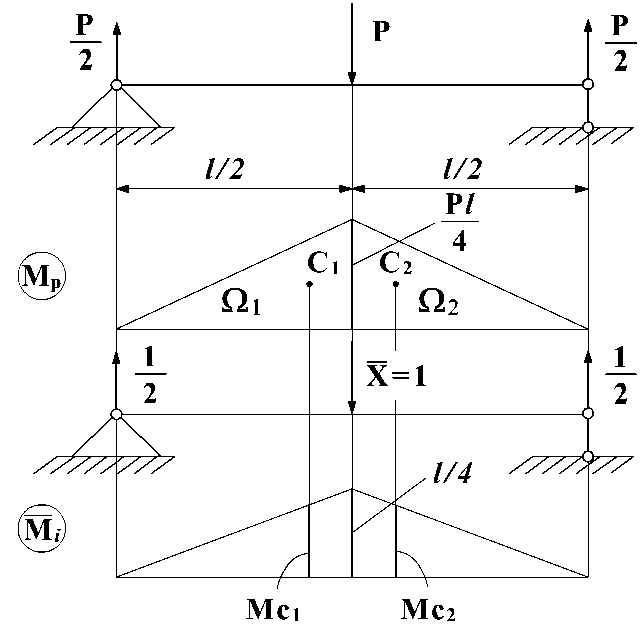 P/2 P P/2
l/2 l/2
Pl/4
C₁ C₂
Mₚ Ω₁ Ω₂
1/2 X̅=1 1/2
l/4
M̅ᵢ
Mc₁ Mc₂